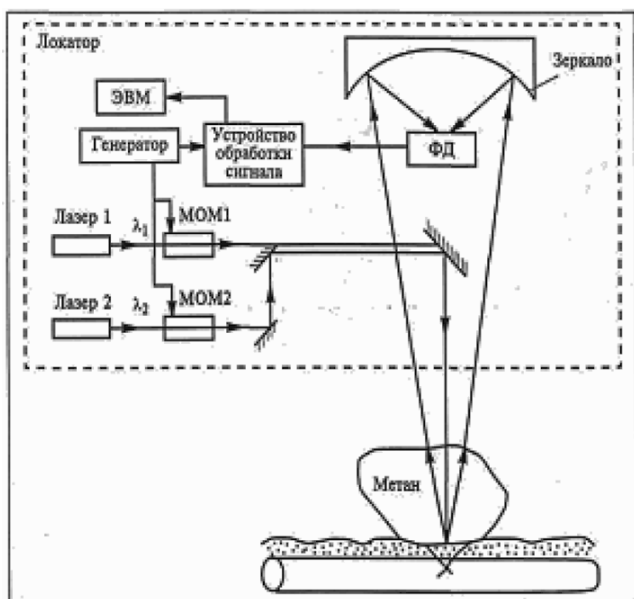 Локатор
Зеркало
ЭВМ
Генератор
Устройство
обработки
сигнала
ФД
Лазер 1
λ1
МОМ1
Лазер 2
λ2
МОМ2
Метан